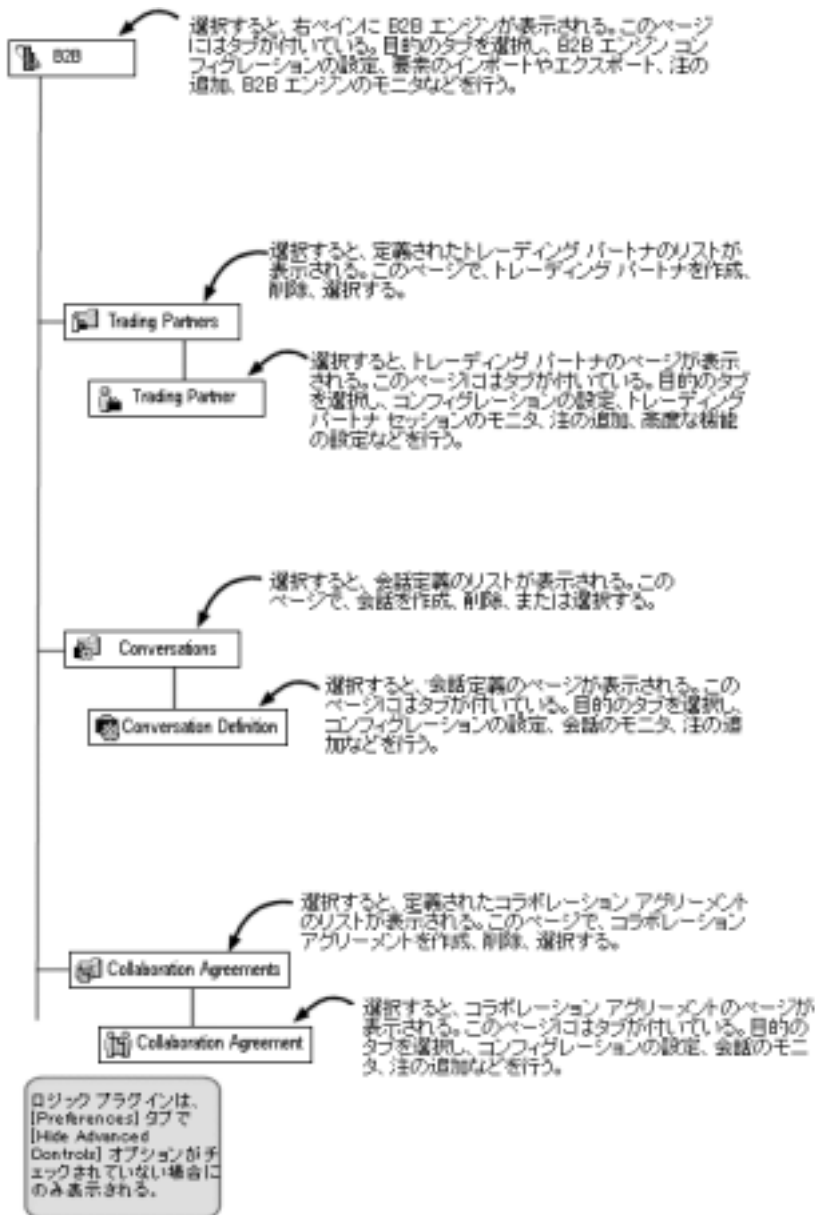 選択すると、右ペインに B2B エンジンが表示される。このページ
にはタブが付いている。目的のタブを選択し、B2B エンジン コン
フィグレーションの設定、要素のインポートやエクスポート、注の
追加、B2B エンジンのモニタなどを行う。
B2B
選択すると、定義されたトレーディング パートナのリストが
表示される。このページで、トレーディング パートナを作成、
削除、選択する。
Trading Partners
選択すると、トレーディング パートナのページが表示
される。このページにはタブが付いている。目的のタブ
を選択し、コンフィグレーションの設定、トレーディング
パートナ セッションのモニタ、注の追加、高度な機能
の設定などを行う。
Trading Partner
選択すると、会話定義のリストが表示される。この
ページで、会話を作成、削除、または選択する。
Conversations
選択すると、会話定義のページが表示される。この
ページにはタブが付いている。目的のタブを選択し、
コンフィグレーションの設定、会話のモニタ、注の追
加などを行う。
Conversation Definition
選択すると、定義されたコラボレーション アグリーメント
のリストが表示される。このページで、コラボレーション
アグリーメントを作成、削除、選択する。
Collaboration Agreements
選択すると、コラボレーション アグリーメントのページが
表示される。このページにはタブが付いている。目的の
タブを選択し、コンフィグレーションの設定、会話のモニ
タ、注の追加などを行う。
Collaboration Agreement
ロジック プラグインは、
[Preferences] タブで
[Hide Advanced
Controls] オプションがチ
ェックされていない場合に
のみ表示される。